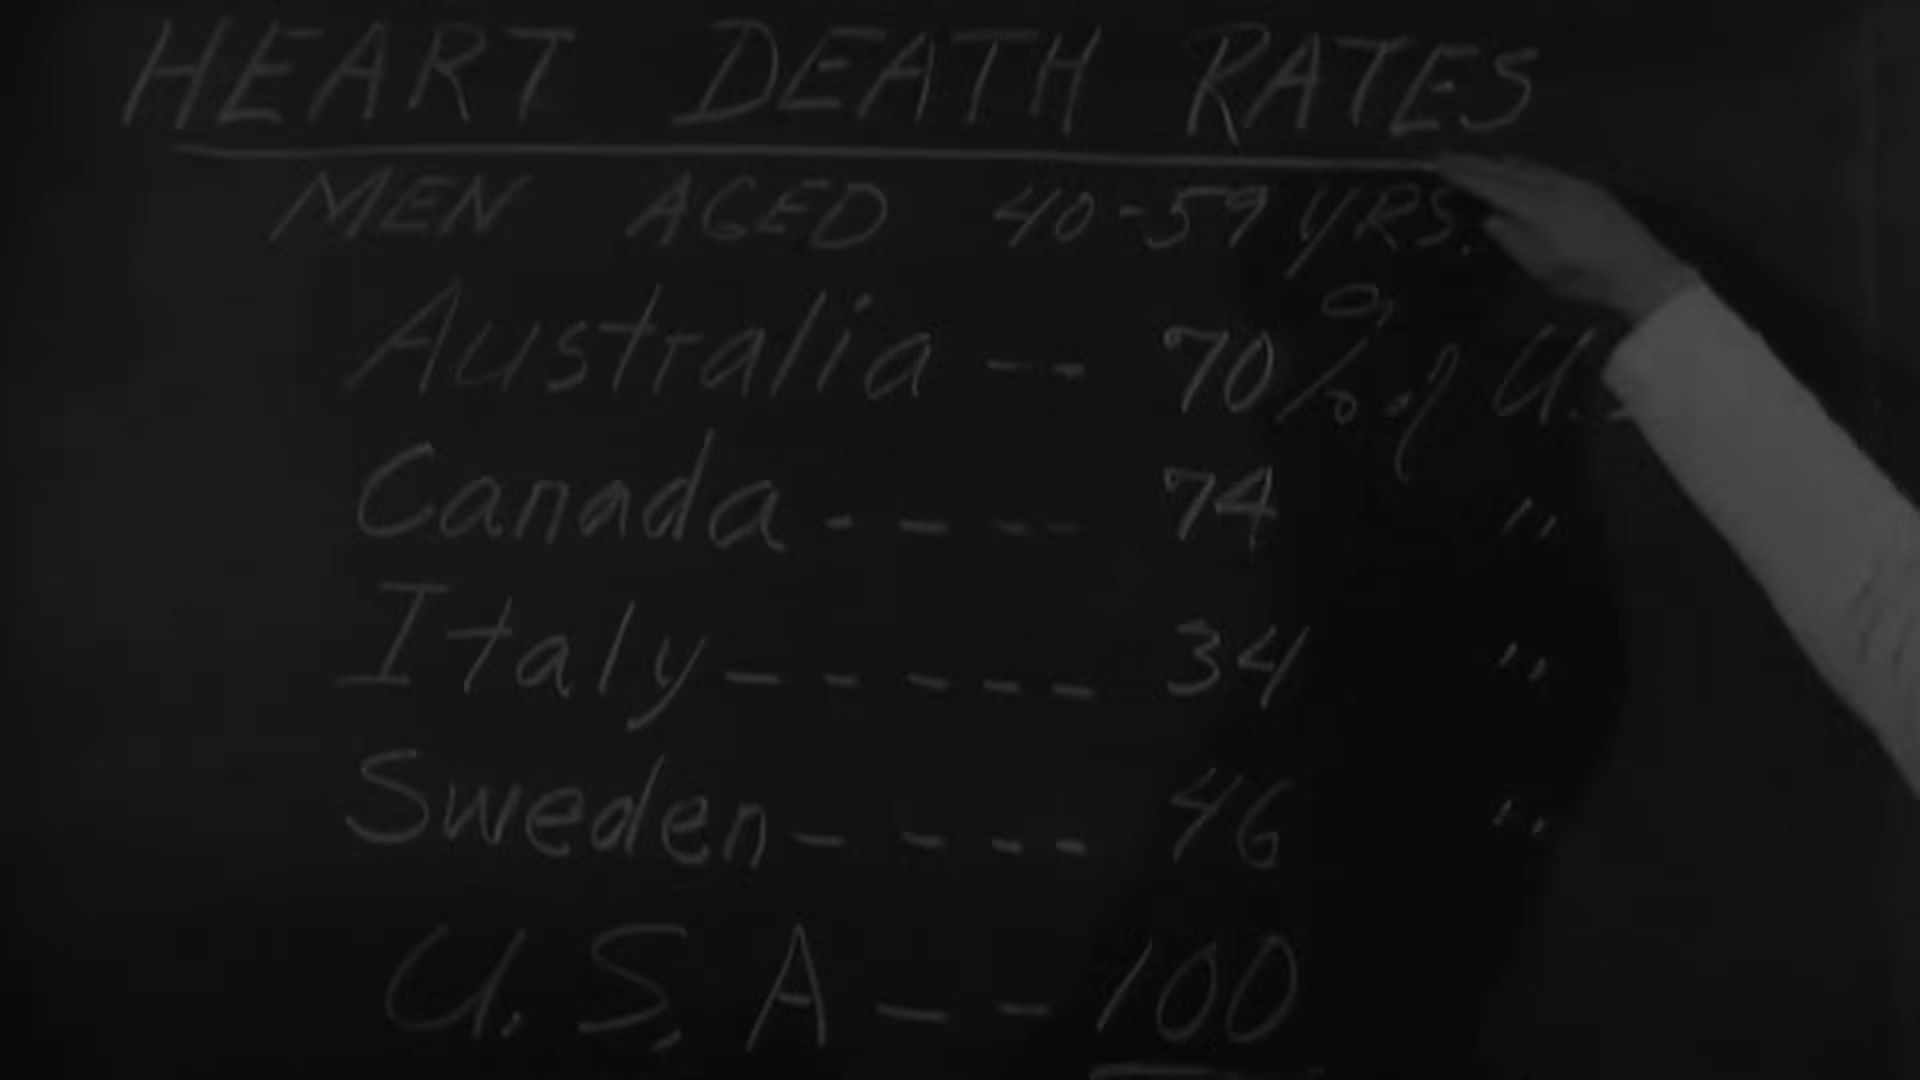 HEART DEATH RATES
MEN AGED 40-59 YRS.
Australia -- 70% of U.S
Canada ---- 74 "
Italy ----- 34 "
Sweden ---- 46 "
U.S.A -- 100